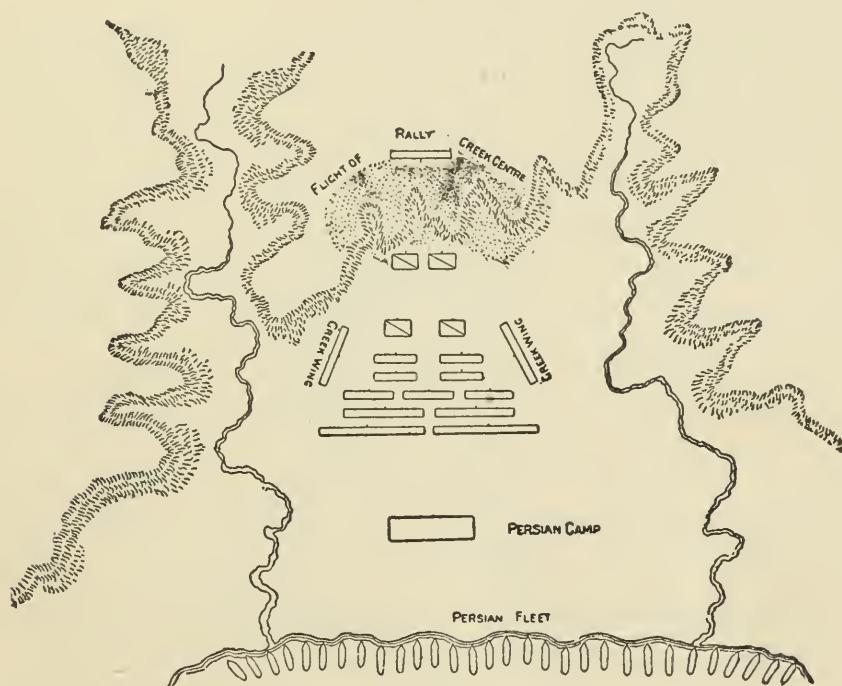 RALLY
FLIGHT OF
GREEK CENTRE
GREEK WING
GREEK WING
PERSIAN CAMP
PERSIAN FLEET